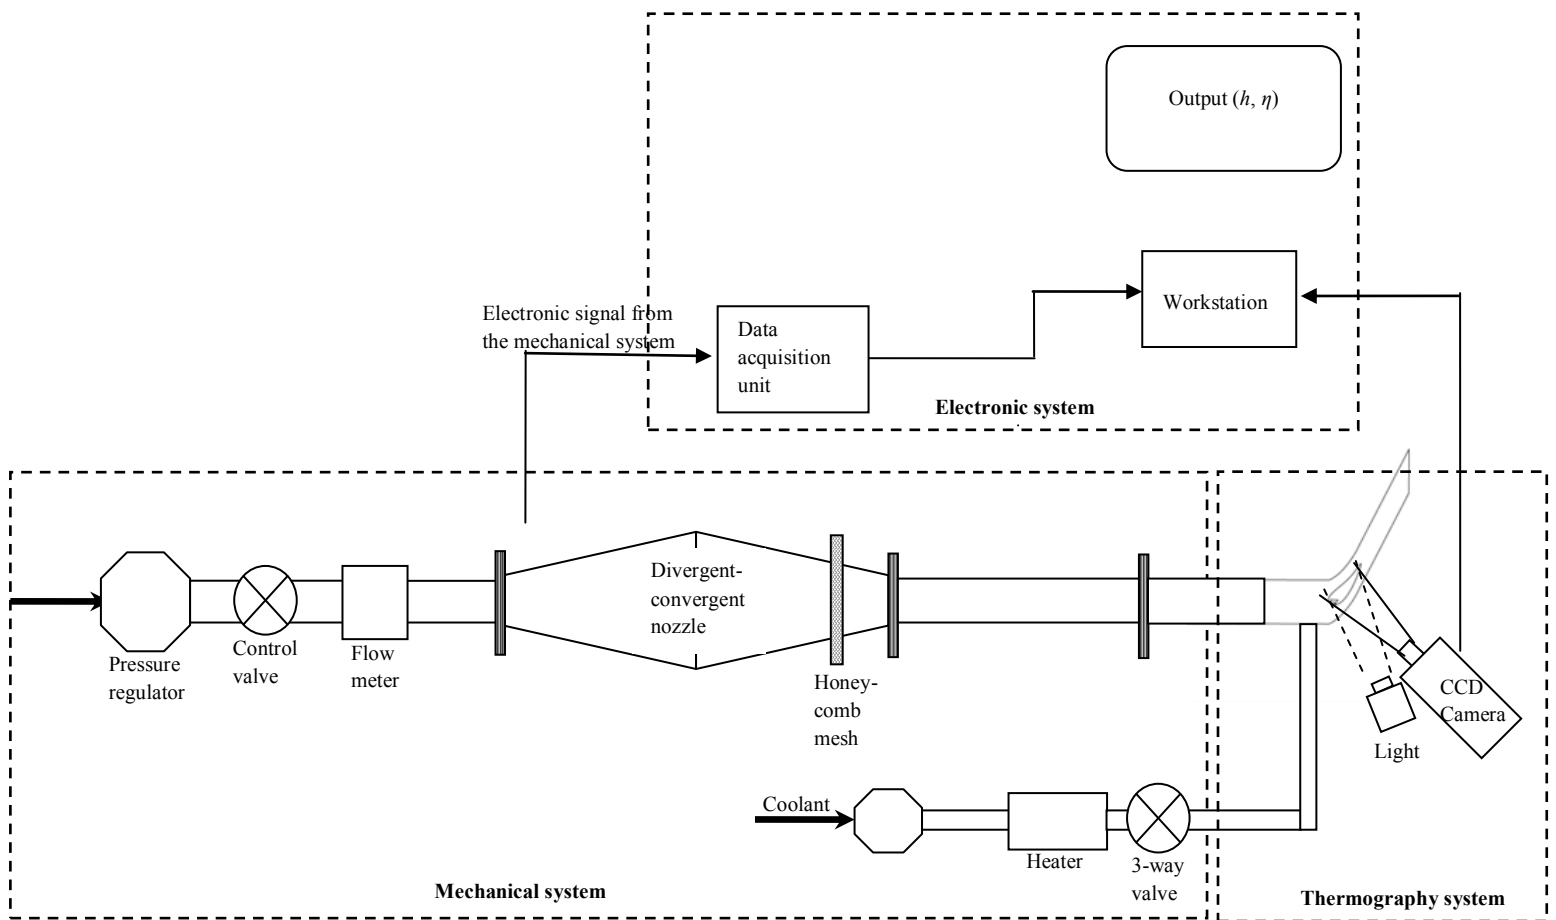 Output (h, η)
Workstation
Electronic signal from
the mechanical system
Data
acquisition
unit
Electronic system
Divergent-
convergent
nozzle
Pressure
regulator
Control
valve
Flow
meter
Honey-
comb
mesh
CCD
Camera
Light
Coolant
Heater
3-way
valve
Mechanical system
Thermography system